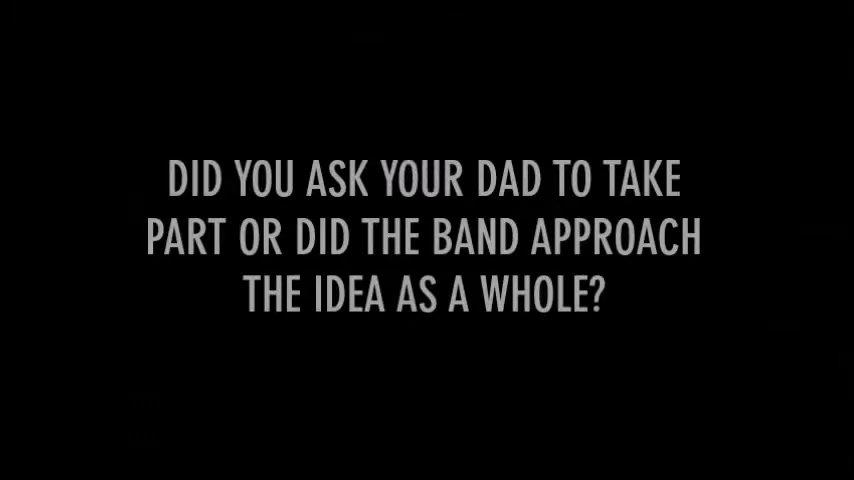 DID YOU ASK YOUR DAD TO TAKE
PART OR DID THE BAND APPROACH
THE IDEA AS A WHOLE?